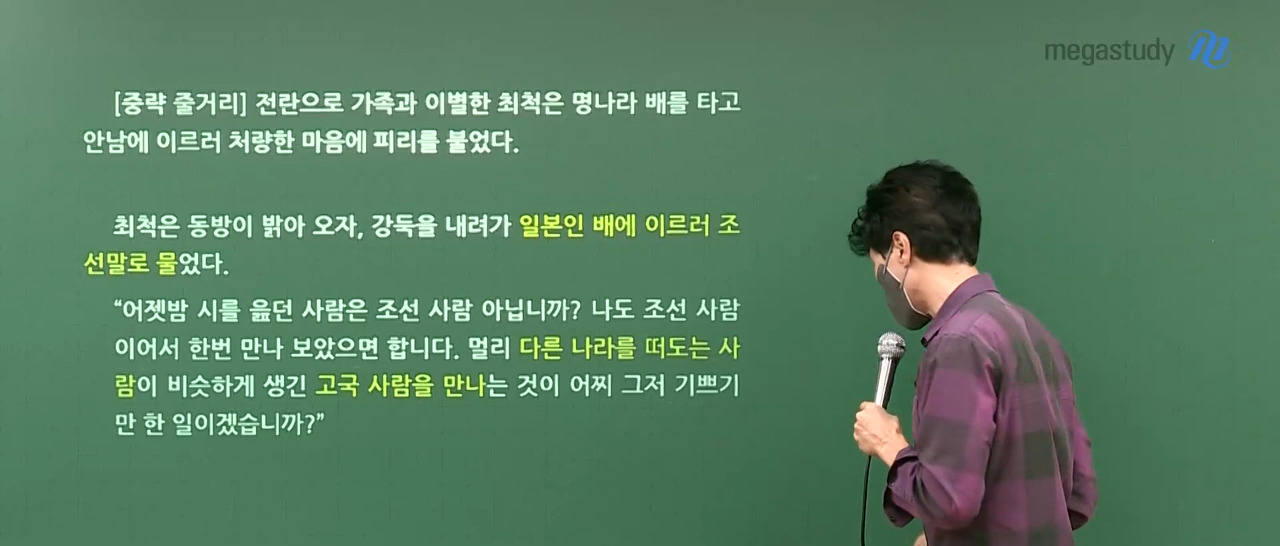 megastudy
[중략 줄거리] 전란으로 가족과 이별한 최척은 명나라 배를 타고
안남에 이르러 처량한 마음에 피리를 불었다.
최척은 동방이 밝아 오자, 강둑을 내려가 일본인 배에 이르러 조
선말로 물었다.
“어젯밤 시를 읊던 사람은 조선 사람 아닙니까? 나도 조선 사람
이어서 한번 만나 보았으면 합니다. 멀리 다른 나라를 떠도는 사
람이 비슷하게 생긴 고국 사람을 만나는 것이 어찌 그저 기쁘기
만 한 일이겠습니까?”